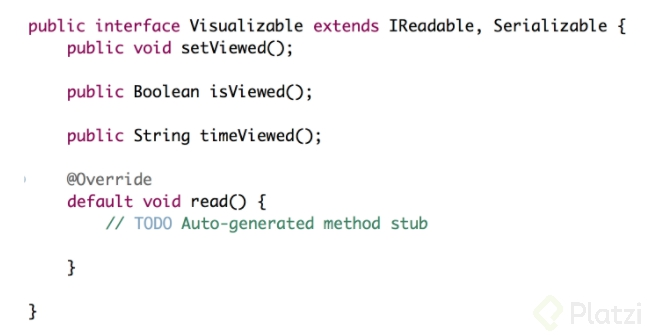 public interface Visualizable extends IReadable, Serializable {
public void setViewed();
public Boolean isViewed();
public String timeViewed();
@Override
default void read() {
// TODO Auto-generated method stub
}
}
Platzi